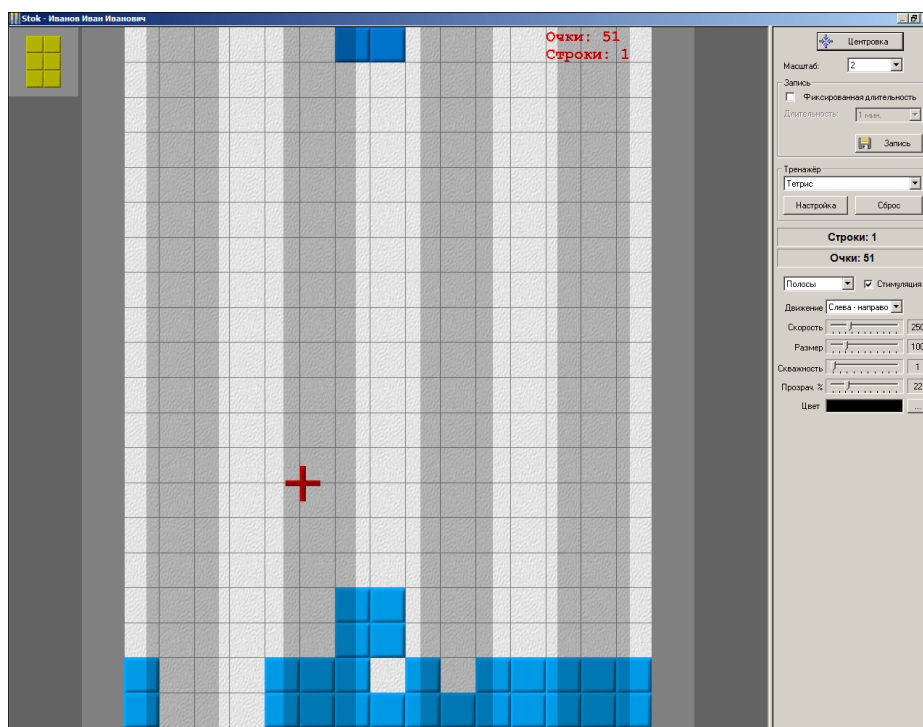 Stok - Иванов Иван Иванович
Очки: 51
Строки: 1
Центровка
Масштаб: 2
Запись
Фиксированная длительность
Длительность: 1 мин.
Запись
Тренажёр
Тетрис
Настройка Сброс
Строки: 1
Очки: 51
Полосы Стимуляция
Движение Слева - направо
Скорость 250
Размер 100
Скважность 1
Прозрач. % 22
Цвет ...